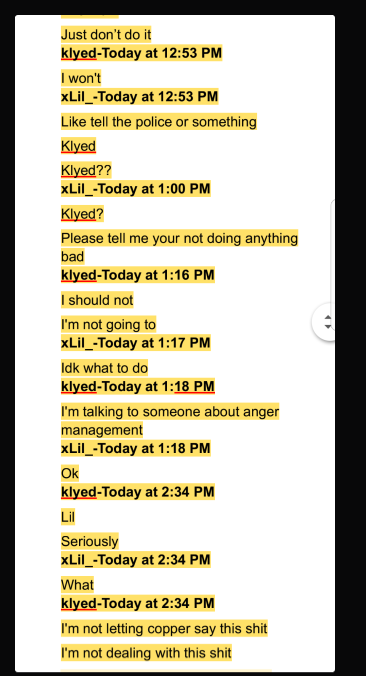 Just don't do it
klyed-Today at 12:53 PM
I won't
xLil_-Today at 12:53 PM
Like tell the police or something
Klyed
Klyed??
xLil_-Today at 1:00 PM
Klyed?
Please tell me your not doing anything
bad
klyed-Today at 1:16 PM
I should not
I'm not going to
xLil_-Today at 1:17 PM
Idk what to do
klyed-Today at 1:18 PM
I'm talking to someone about anger
management
xLil_-Today at 1:18 PM
Ok
klyed-Today at 2:34 PM
Lil
Seriously
xLil_-Today at 2:34 PM
What
klyed-Today at 2:34 PM
I'm not letting copper say this shit
I'm not dealing with this shit